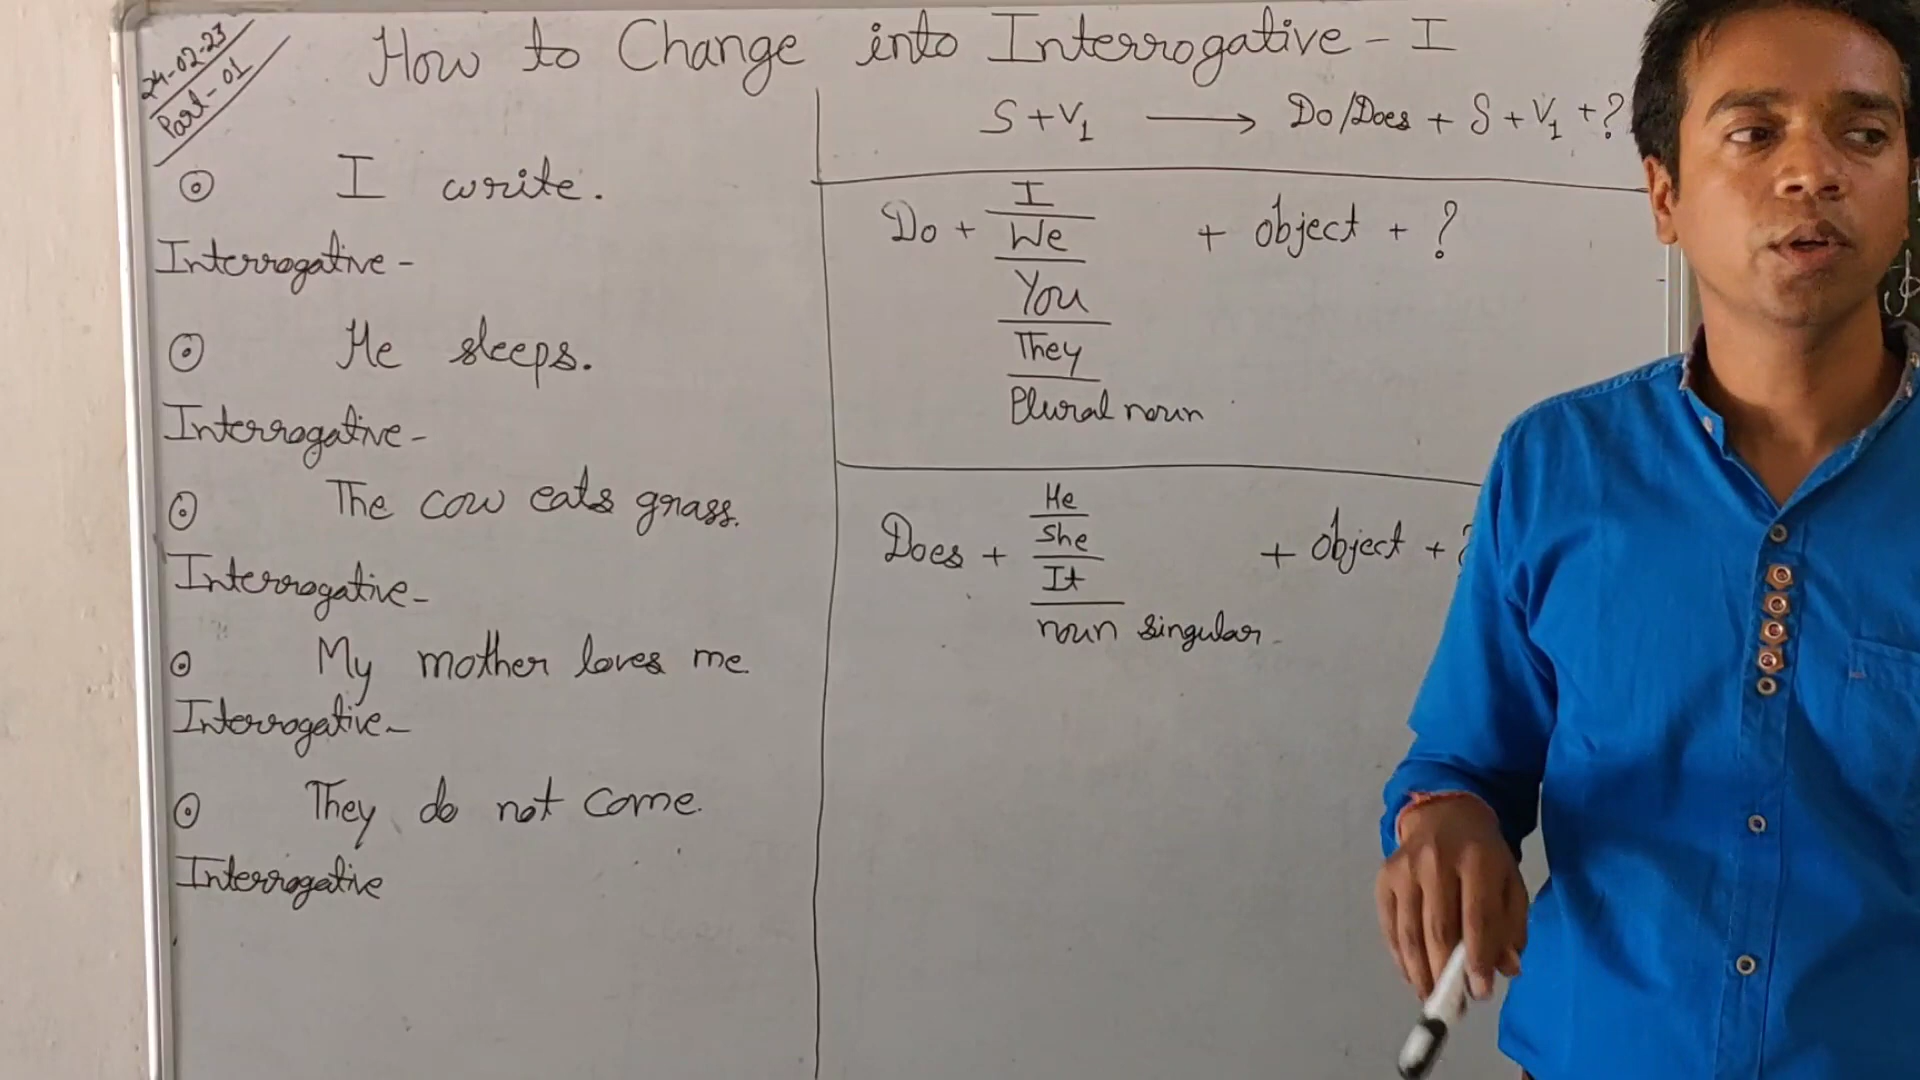 24-02-23
Part-01
How to Change into Interrogative - I
I write.
Interrogative-
He sleeps.
Interrogative-
The cow eats grass.
Interrogative-
My mother loves me
Interrogative-
They do not come.
Interrogative
S+V1 → Do/Does + S + V1 + ?
Do + I + object + ?
We
You
They
Plural noun
Does + He + object + ?
She
It
noun singular